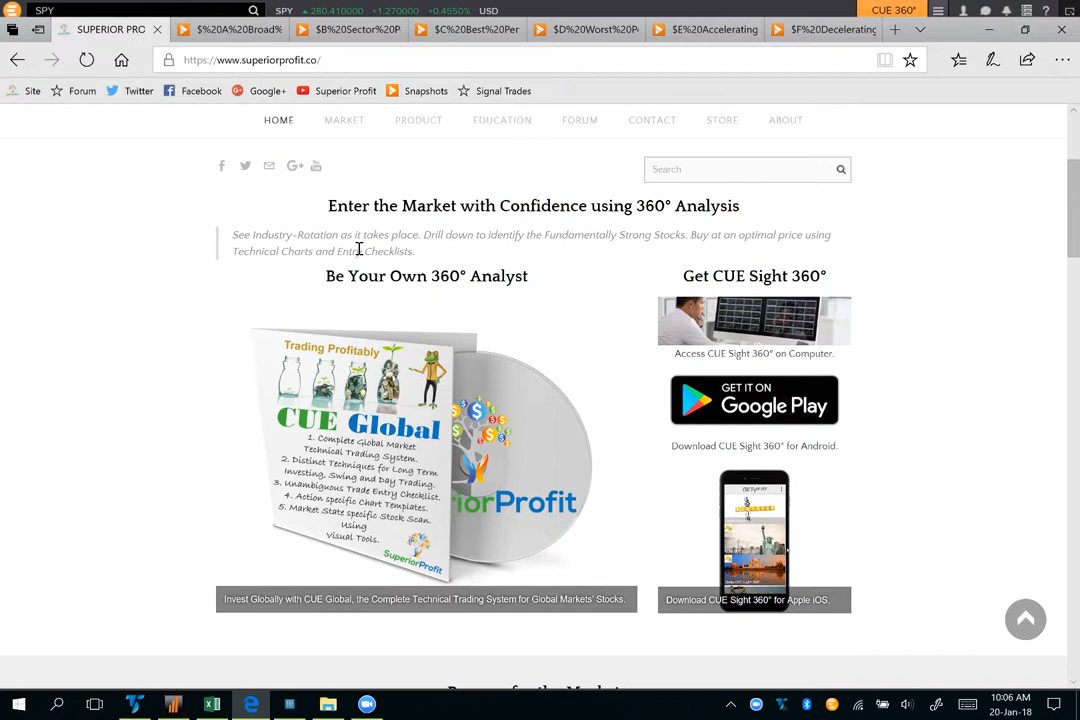 SPY
SPY 280.410000 +1.270000 +0.4550% USD
CUE 360°
SUPERIOR PRO
$%20A%20Broad%
$B%20Sector%20P
$C%20Best%20Per
$D%20Worst%20P
$E%20Accelerating
$F%20Decelerating
https://www.superiorprofit.co/
Site Forum Twitter Facebook Google+ Superior Profit Snapshots Signal Trades
HOME MARKET PRODUCT EDUCATION FORUM CONTACT STORE ABOUT
Search
Enter the Market with Confidence using 360° Analysis
See Industry-Rotation as it takes place. Drill down to identify the Fundamentally Strong Stocks. Buy at an optimal price using
Technical Charts and Entry Checklists.
Be Your Own 360° Analyst
Get CUE Sight 360°
Trading Profitably
CUE Global
1. Complete Global Market
Technical Trading System.
2. Distinct Techniques for Long Term
Investing, Swing and Day Trading.
3. Unambiguous Trade Entry Checklist.
4. Action specific Chart Templates.
5. Market State specific Stock Scan.
Using
Visual Tools.
SuperiorProfit
riorProfit
Invest Globally with CUE Global, the Complete Technical Trading System for Global Markets' Stocks.
Access CUE Sight 360° on Computer.
GET IT ON
Google Play
Download CUE Sight 360° for Android.
Download CUE Sight 360° for Apple iOS.
10:06 AM
20-Jan-18